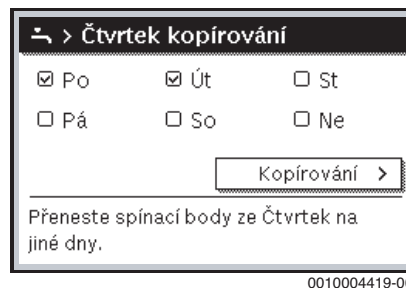 > Čtvrtek kopírování
Po Út St
Pá So Ne
Kopírování >
Přeneste spínací body ze Čtvrtek na
jiné dny.
0010004419-0